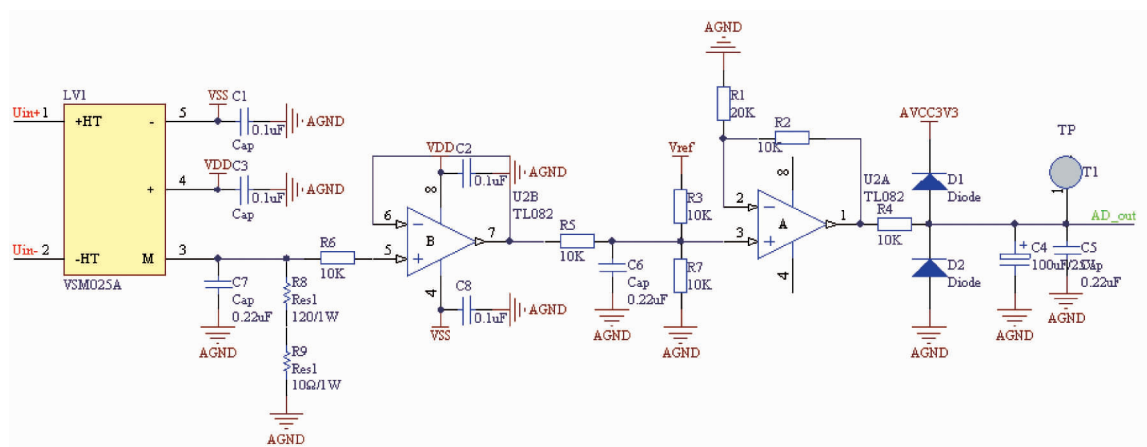 AGND
LV1
VSS
C1
R1
20K
R2
10K
AVCC3V3
TP
Uin+ 1
+HT
-
5
0.1uF
AGND
Cap
VDD
C3
VDD
C2
AGND
8
0.1uF
U2B
TL082
Vref
8
U2A
TL082
D1
Diode
T1
+
4
0.1uF
AGND
Cap
6
R3
10K
2
A
1
R4
10K
1
AD_out
B
7
R5
10K
3
Uin- 2
-HT
M
3
R6
10K
5
VSM025A
C7
Cap
0.22uF
R8
Res1
120/1W
4
C8
0.1uF
AGND
VSS
C6
Cap
0.22uF
R7
10K
4
D2
Diode
C4
C5
Cap
0.22uF
AGND
R9
Res1
10Ω/1W
AGND
AGND
AGND
AGND
AGND
AGND